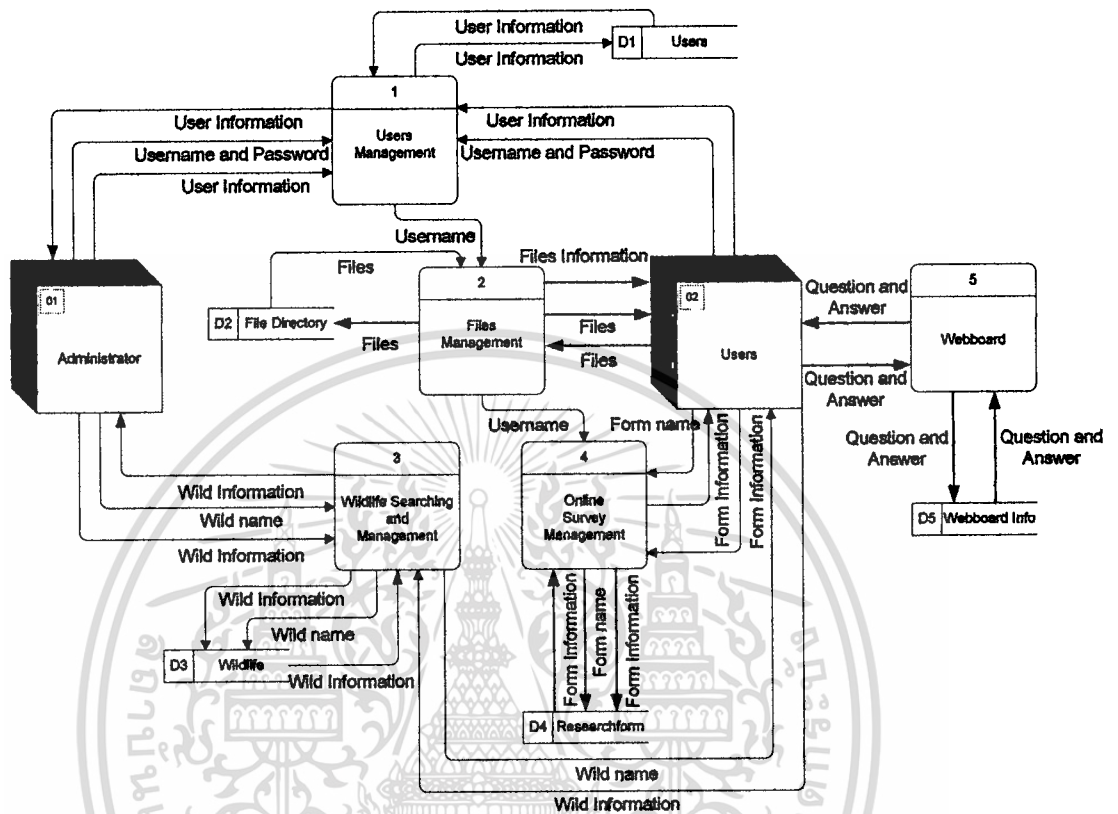 User Information
D1
Users
User Information
1
Users
Management
User Information
Username and Password
User Information
User Information
Username and Password
Username
Files
Files Information
01
Administrator
2
Files
Management
D2
File Directory
Files
Files
Files
02
Users
Question and
Answer
5
Webboard
Question and
Answer
Username
Form name
Form Information
Form Information
Question and
Answer
Question and
Answer
D5
Webboard Info
3
Wildlife Searching
and
Management
4
Online
Survey
Management
Wild Information
Wild name
Wild Information
Wild Information
Wild name
D3
Wildlife
Wild Information
Form Information
Form name
Form Information
D4
Researchform
Wild name
Wild Information